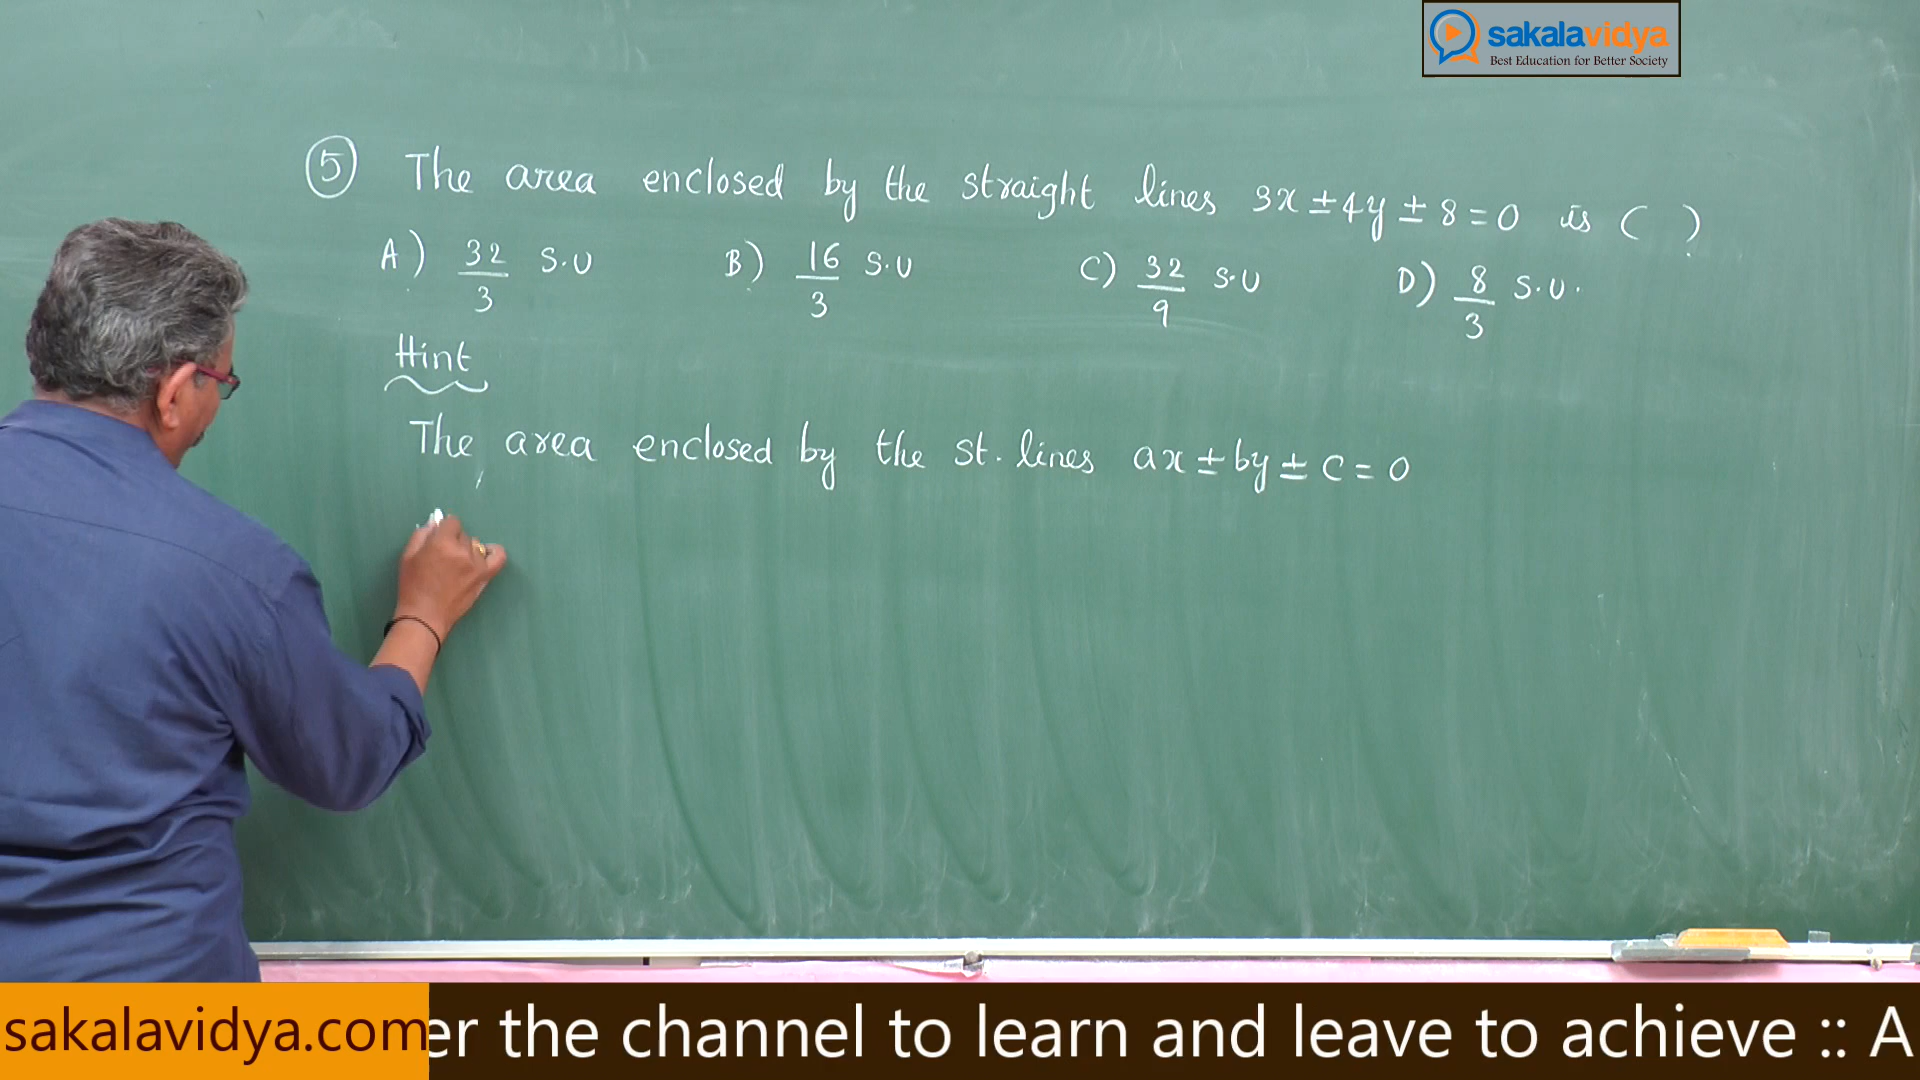 sakalavidya
Best Education for Better Society
5 The area enclosed by the straight lines 3x ± 4y ± 8 = 0 is ( )
A) 32/3 S.U B) 16/3 S.U C) 32/9 S.U D) 8/3 S.U.
Hint
The area enclosed by the st. lines ax ± by ± c = 0
sakalavidya.com er the channel to learn and leave to achieve :: A